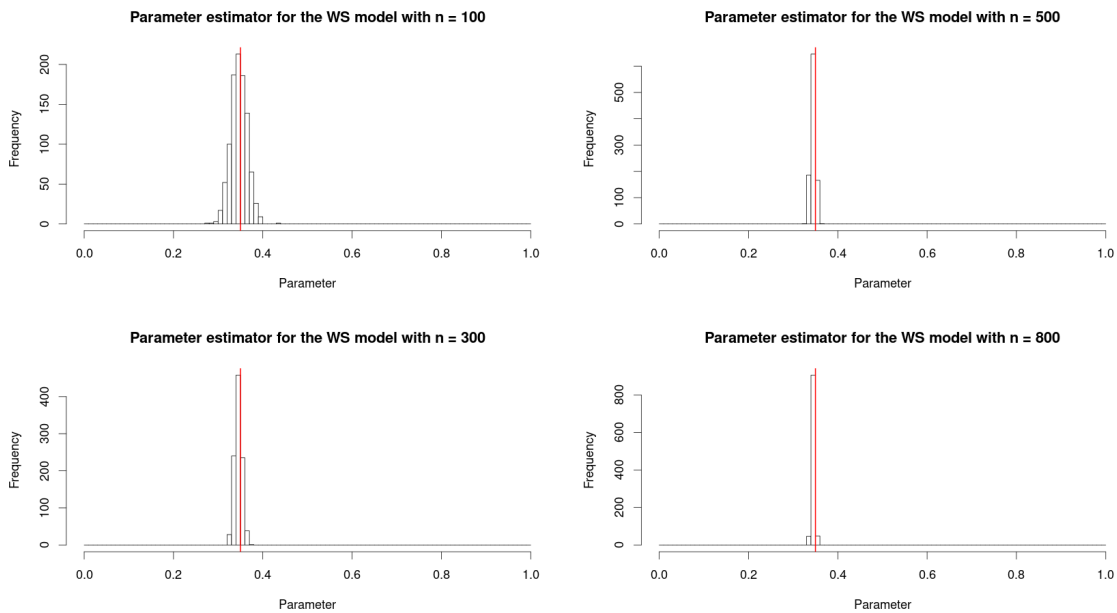 Parameter estimator for the WS model with n = 100
Frequency
0 50 100 150 200
0.0 0.2 0.4 0.6 0.8 1.0
Parameter
Parameter estimator for the WS model with n = 500
Frequency
0 100 300 500
0.0 0.2 0.4 0.6 0.8 1.0
Parameter
Parameter estimator for the WS model with n = 300
Frequency
0 100 200 300 400
0.0 0.2 0.4 0.6 0.8 1.0
Parameter
Parameter estimator for the WS model with n = 800
Frequency
0 200 400 600 800
0.0 0.2 0.4 0.6 0.8 1.0
Parameter